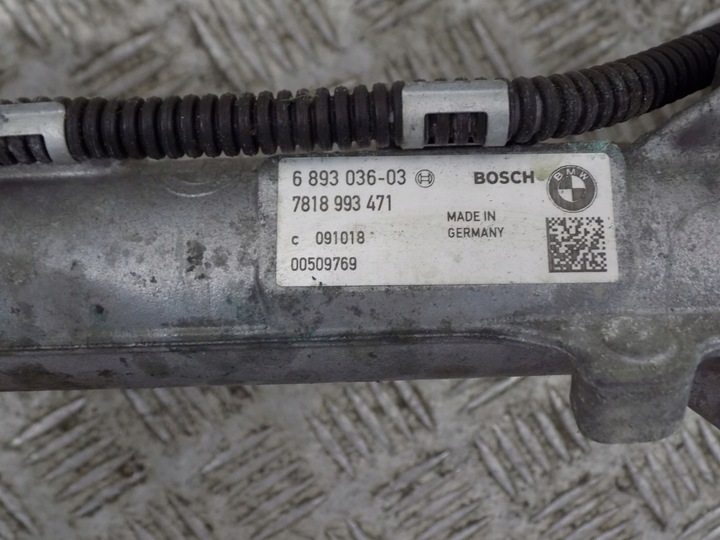 6 893 036-03 BOSCH BMW
7818 993 471
MADE IN
GERMANY
c 091018
00509769